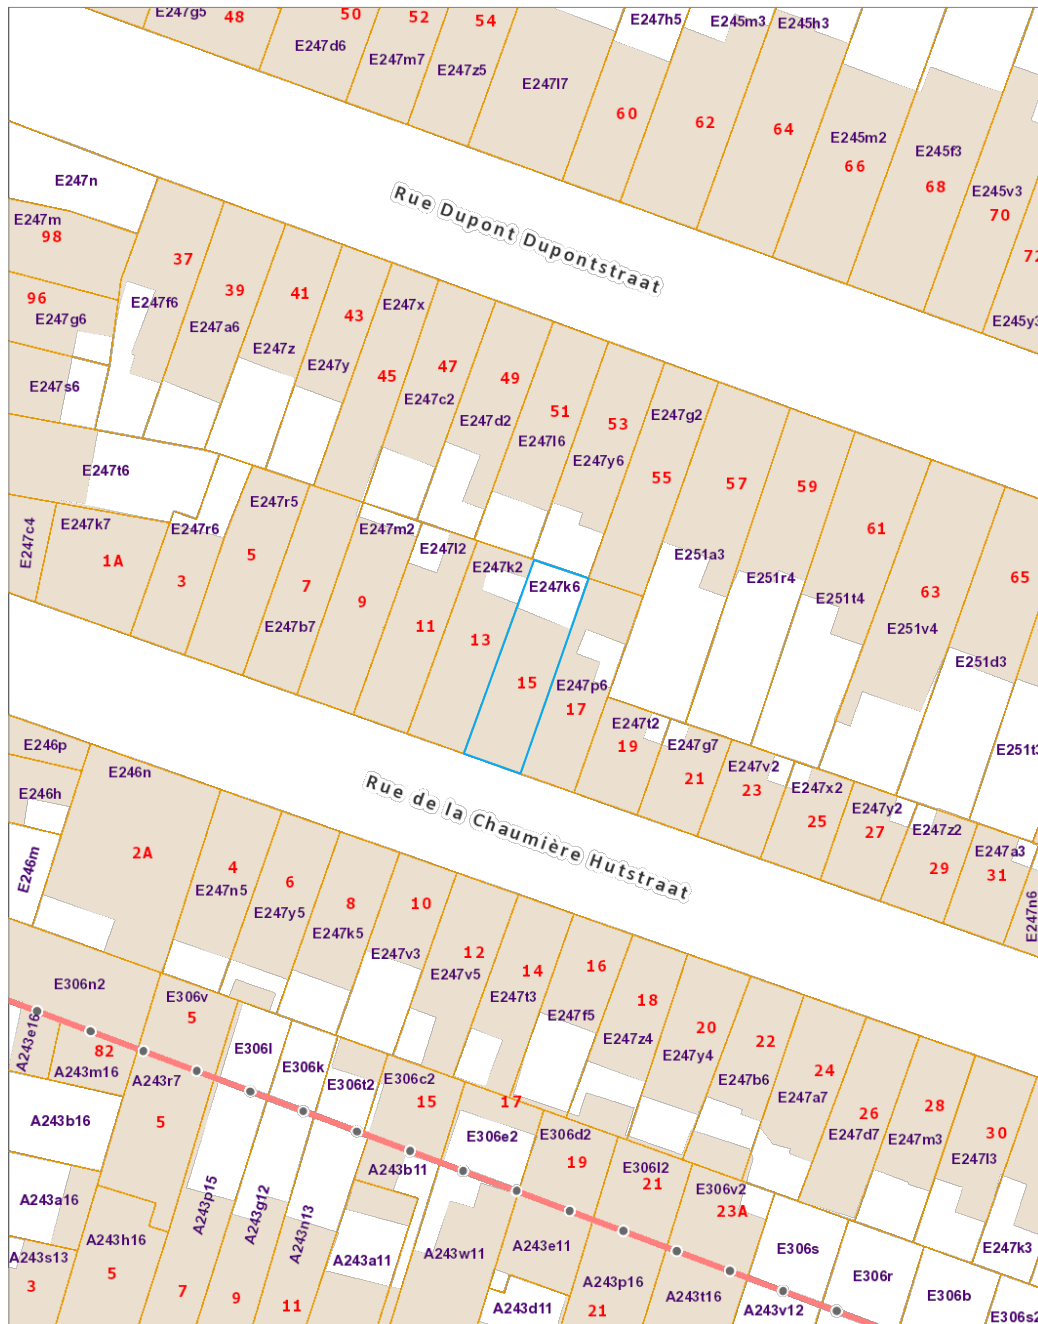 E247g5
48
50
52
54
E247h5
E245m3
E245h3
E247d6
E247m7
E247z5
E247l7
60
62
64
E245m2
66
E245f3
68
E245v3
70
72
E245y3
E247n
E247m
98
96
E247g6
E247s6
Rue Dupont Dupontstraat
37
39
41
43
45
47
49
51
53
55
57
59
61
63
65
E247f6
E247a6
E247z
E247y
E247x
E247c2
E247d2
E247l6
E247y6
E247g2
E251a3
E251r4
E251t4
E251v4
E251d3
E251t3
E247t6
E247c4
E247k7
1A
E247r6
3
E247r5
5
7
E247b7
E247m2
9
E247l2
11
E247k2
13
E247k6
15
E247p6
17
E247t2
19
E247g7
21
E247v2
23
E247x2
25
E247y2
27
E247z2
29
E247a3
31
E247n6
Rue de la Chaumière Hutstraat
E246p
E246h
E246m
E246n
2A
4
E247n5
6
E247y5
8
E247k5
10
E247v3
12
E247v5
14
E247t3
16
E247f5
18
E247z4
20
E247y4
22
E247b6
24
E247a7
26
E247d7
28
E247m3
30
E247l3
E247k3
E306n2
E306v
5
E306l
E306k
E306t2
E306c2
15
17
E306e2
E306d2
19
E306l2
21
E306v2
23A
E306s
E306r
E306b
E306s2
A243e16
82
A243m16
A243r7
5
A243b16
A243a16
A243s13
3
A243h16
5
A243p15
7
A243g12
9
A243n13
11
A243b11
A243a11
A243w11
A243d11
A243e11
A243p16
21
A243t16
A243v12